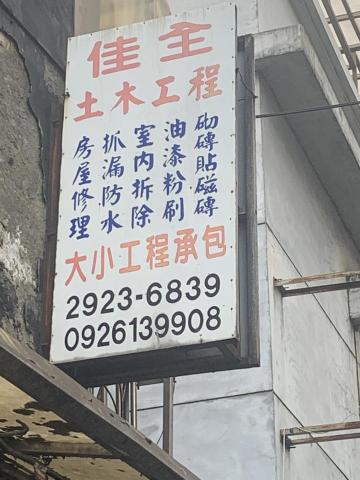 佳全
土木工程
房屋修理
抓漏防水
室內拆除
油漆粉刷
砌磚貼磁磚
大小工程承包
2923-6839
0926139908